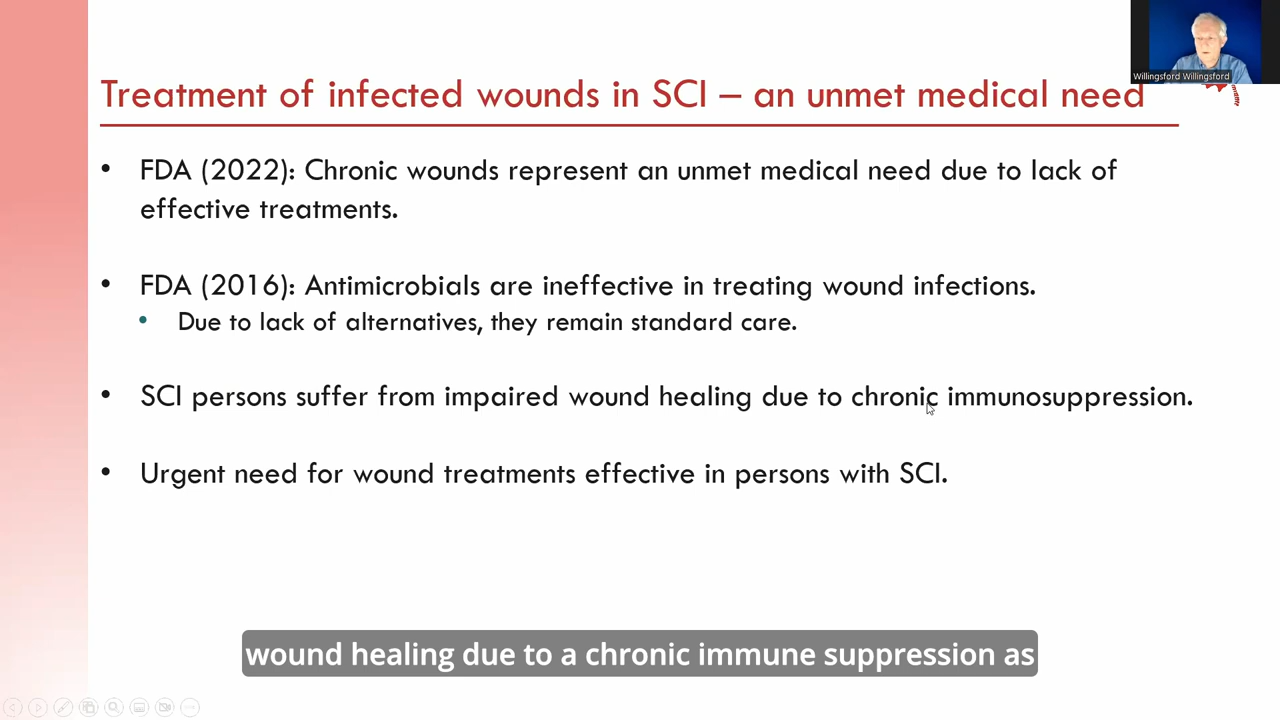 Willingsford Willingsford
Treatment of infected wounds in SCI – an unmet medical need
• FDA (2022): Chronic wounds represent an unmet medical need due to lack of
effective treatments.
• FDA (2016): Antimicrobials are ineffective in treating wound infections.
• Due to lack of alternatives, they remain standard care.
• SCI persons suffer from impaired wound healing due to chronic immunosuppression.
• Urgent need for wound treatments effective in persons with SCI.
wound healing due to a chronic immune suppression as